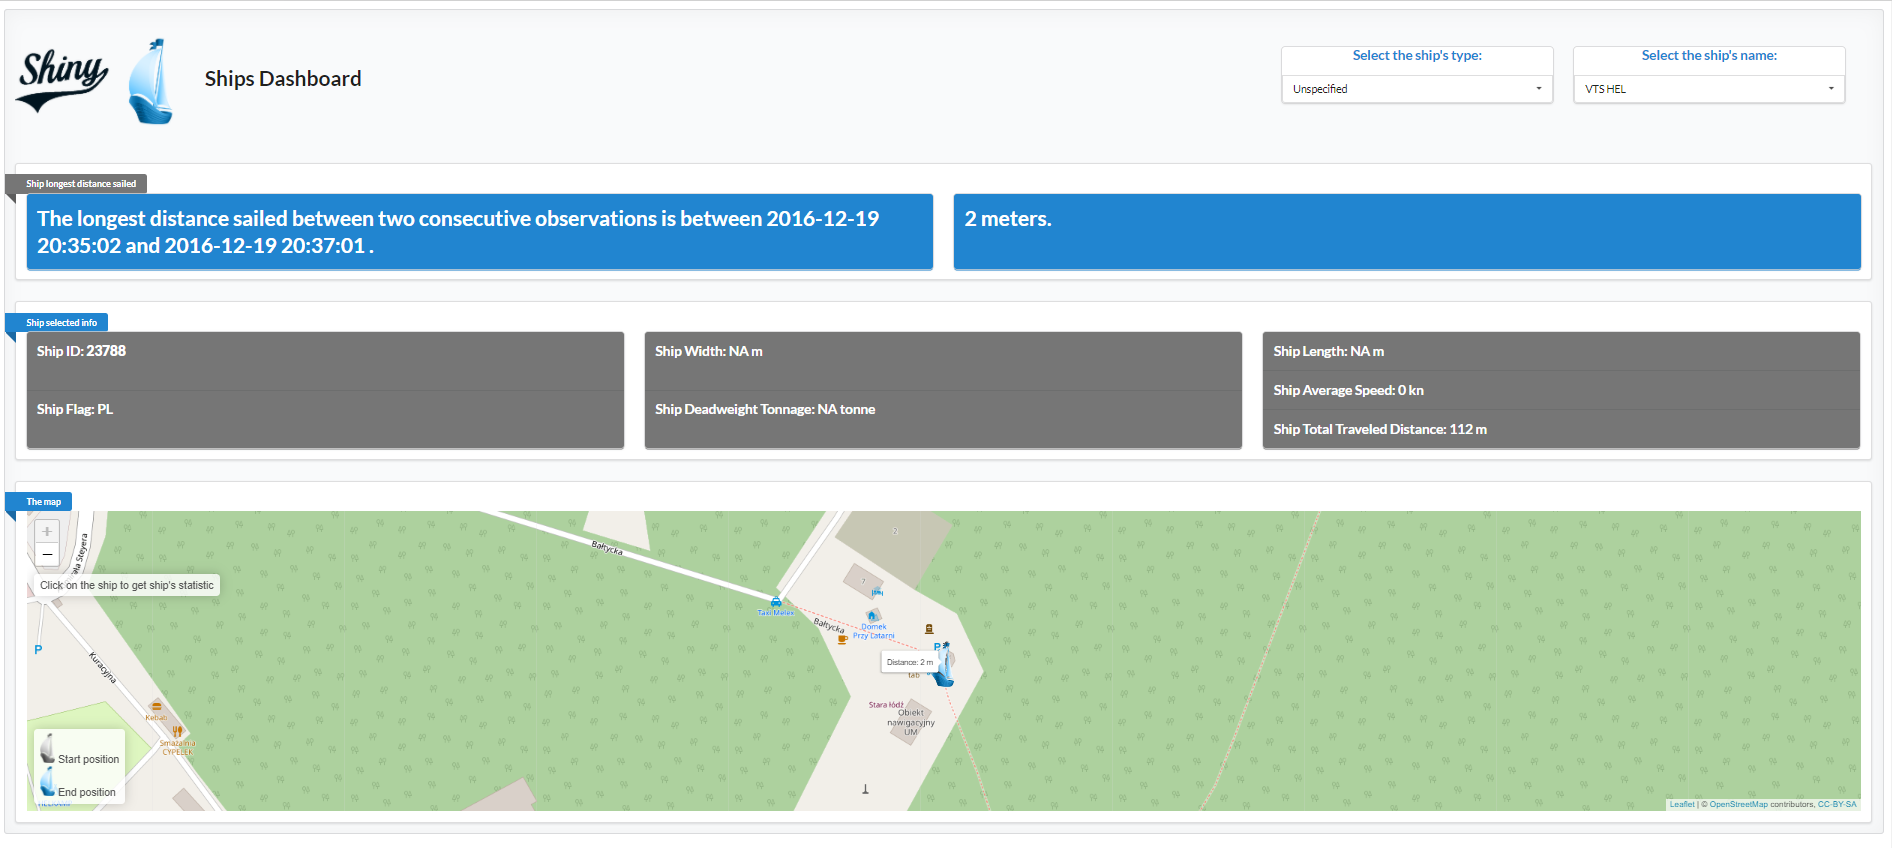 Shiny
Ships Dashboard
Select the ship's type:
Unspecified
Select the ship's name:
VTS HEL
Ship longest distance sailed
The longest distance sailed between two consecutive observations is between 2016-12-19
20:35:02 and 2016-12-19 20:37:01 .
2 meters.
Ship selected info
Ship ID: 23788
Ship Flag: PL
Ship Width: NA m
Ship Deadweight Tonnage: NA tonne
Ship Length: NA m
Ship Average Speed: 0 kn
Ship Total Traveled Distance: 112 m
The map
+
−
Click on the ship to get ship's statistic
Bałtycka
2
7
Taxi Melex
Bałtycka
Domek
Przy Latarni
P
P
Distance: 2 m
Kuracyjna
Stara łódź
Obiekt
nawigacyjny
UM
Kebab
Smażalnia
CYPELEK
Start position
End position
Leaflet | © OpenStreetMap contributors, CC-BY-SA